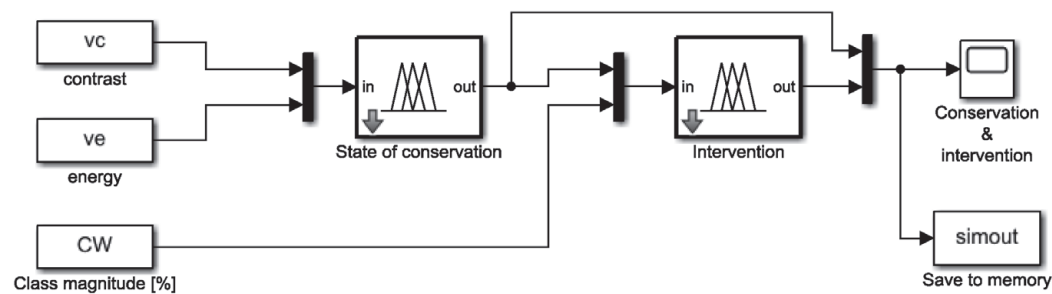 vc
contrast
ve
energy
CW
Class magnitude [%]
in
out
State of conservation
in
out
Intervention
Conservation
&
intervention
simout
Save to memory